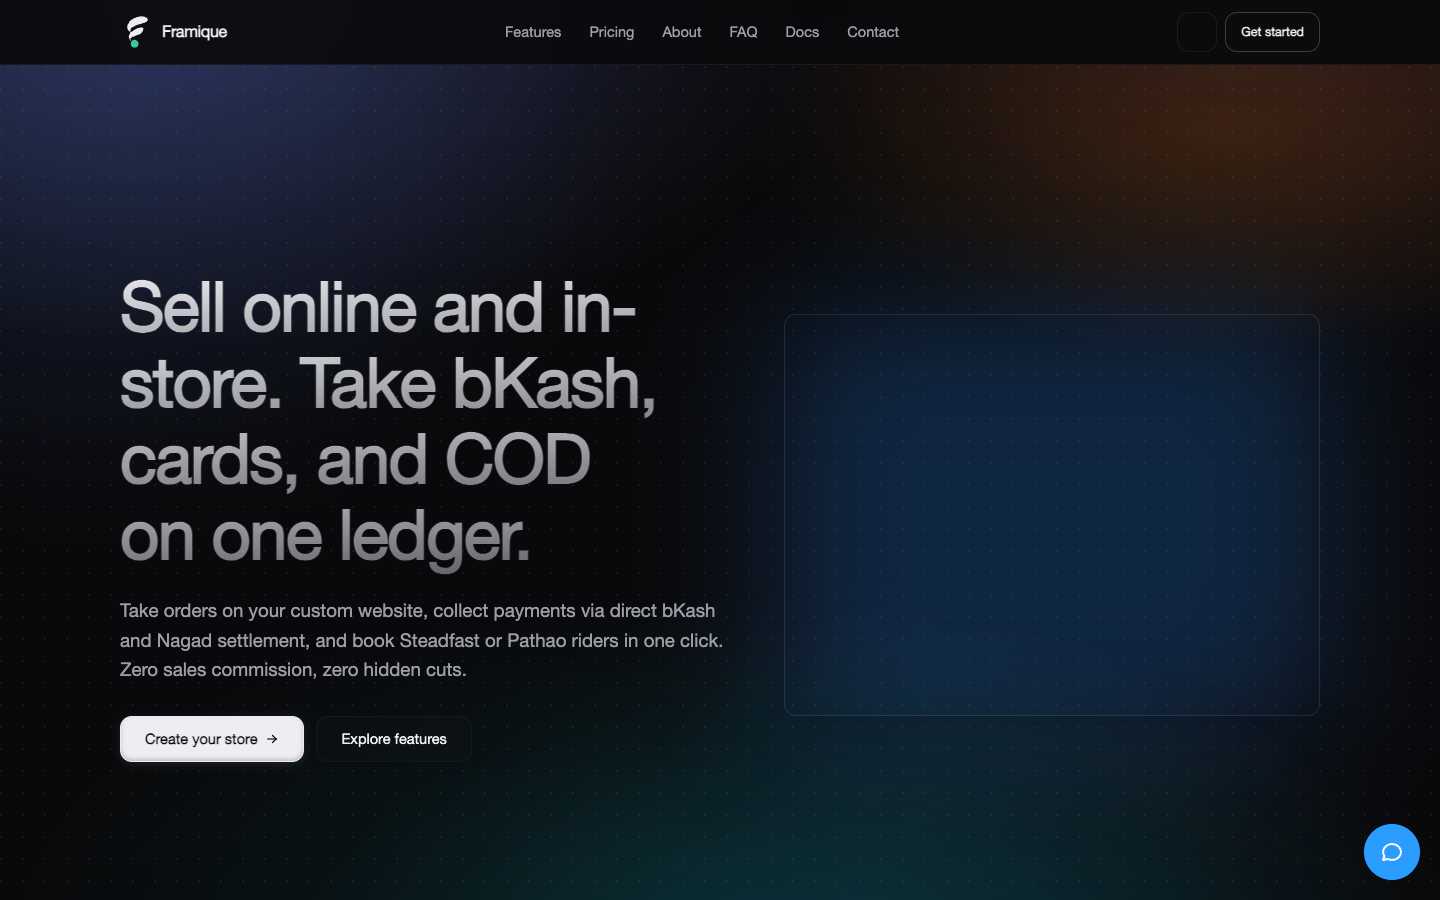 Framique
Features
Pricing
About
FAQ
Docs
Contact
Get started
Sell online and in-
store. Take bKash,
cards, and COD
on one ledger.
Take orders on your custom website, collect payments via direct bKash
and Nagad settlement, and book Steadfast or Pathao riders in one click.
Zero sales commission, zero hidden cuts.
Create your store →
Explore features